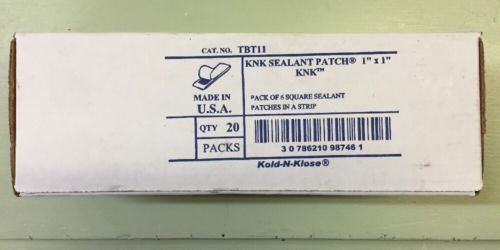 CAT. NO. TBT11
KNK SEALANT PATCH® 1" x 1"
KNK™
MADE IN
U.S.A.
PACK OF 6 SQUARE SEALANT
PATCHES IN A STRIP
QTY 20
PACKS
3 0 786210 98746 1
Kold-N-Klose®